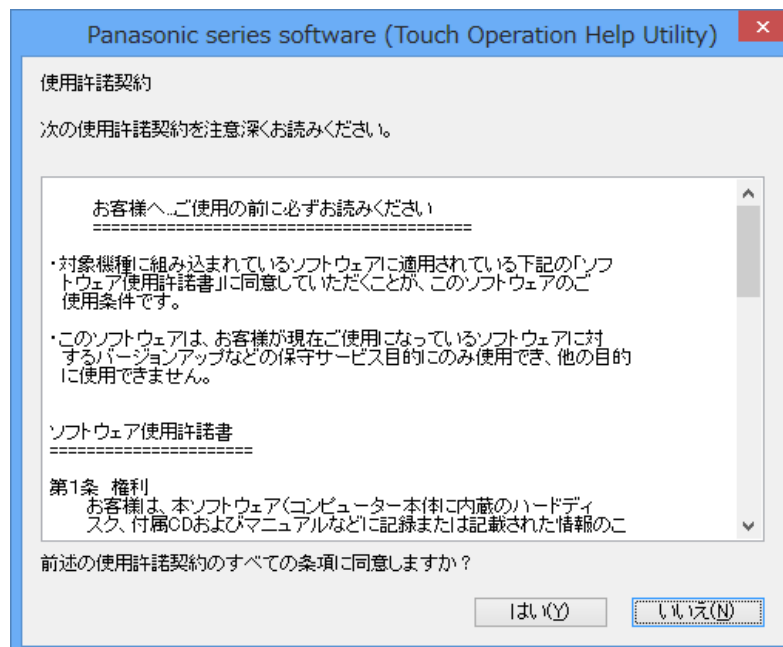 Panasonic series software (Touch Operation Help Utility)
使用許諾契約
次の使用許諾契約を注意深くお読みください。
お客様へ...ご使用の前に必ずお読みください
=========================================
・対象機種に組み込まれているソフトウェアに適用されている下記の「ソフ
トウェア使用許諾書」に同意していただくことが、このソフトウェアのご
使用条件です。
・このソフトウェアは、お客様が現在ご使用になっているソフトウェアに対
するバージョンアップなどの保守サービス目的にのみ使用でき、他の目的
に使用できません。
ソフトウェア使用許諾書
======================
第1条 権利
お客様は、本ソフトウェア(コンピューター本体に内蔵のハードディ
スク、付属CDおよびマニュアルなどに記録または記載された情報のこ
前述の使用許諾契約のすべての条項に同意しますか?
はい(Y) いいえ(N)